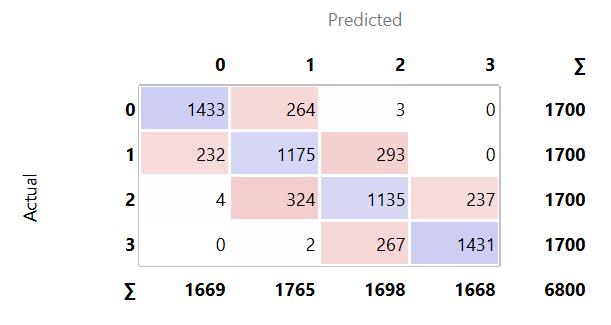 Predicted
0 1 2 3 Σ
0 1433 264 3 0 1700
1 232 1175 293 0 1700
Actual
2 4 324 1135 237 1700
3 0 2 267 1431 1700
Σ 1669 1765 1698 1668 6800